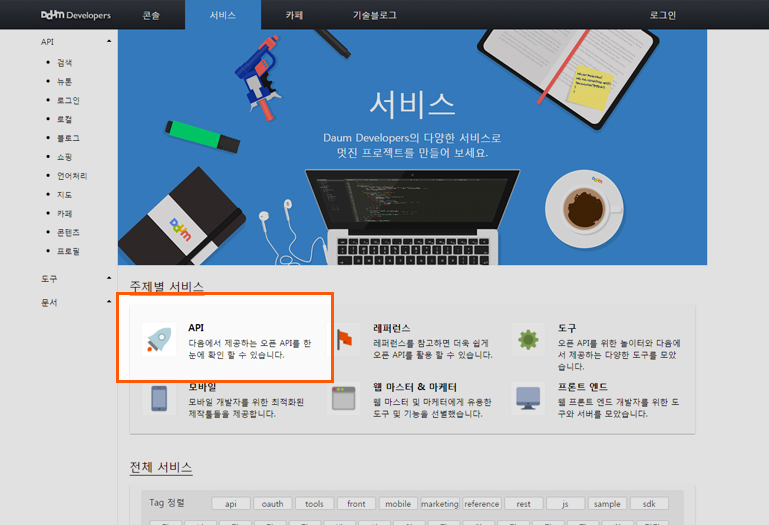 Daum Developers 콘솔 서비스 카페 기술블로그 로그인
API
검색
뉴톤
로그인
로컬
블로그
쇼핑
언어처리
지도
카페
콘텐츠
프로필
도구
문서
서비스
Daum Developers의 다양한 서비스로
멋진 프로젝트를 만들어 보세요.
Daum
Daum
주제별 서비스
API
다음에서 제공하는 오픈 API를 한
눈에 확인 할 수 있습니다.
레퍼런스
레퍼런스를 참고하면 더욱 쉽게
오픈 API를 활용 할 수 있습니다.
도구
오픈 API를 위한 놀이터와 다음에
서 제공하는 다양한 도구를 모았
습니다.
모바일
모바일 개발자를 위한 최적화된
제작툴들을 제공합니다.
웹 마스터 & 마케터
웹 마스터 및 마케터에게 유용한
도구 및 기능을 선별했습니다.
프론트 엔드
웹 프론트 엔드 개발자를 위한 도
구와 서버를 모았습니다.
전체 서비스
Tag 정렬 api oauth tools front mobile marketing reference rest js sample sdk